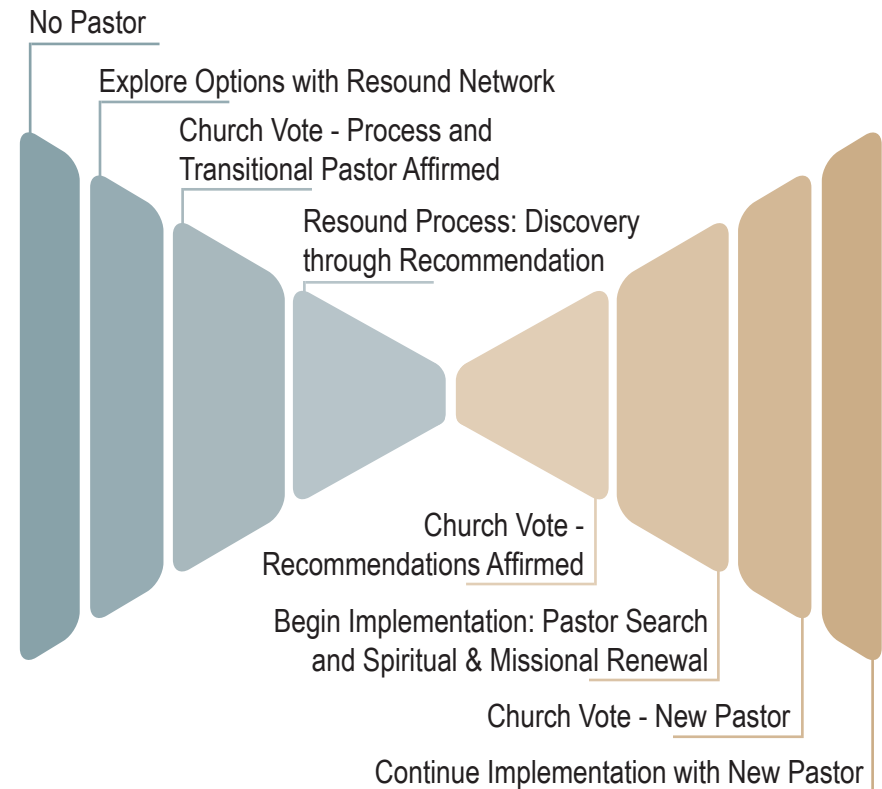 No Pastor
Explore Options with Resound Network
Church Vote - Process and
Transitional Pastor Affirmed
Resound Process: Discovery
through Recommendation
Church Vote -
Recommendations Affirmed
Begin Implementation: Pastor Search
and Spiritual & Missional Renewal
Church Vote - New Pastor
Continue Implementation with New Pastor